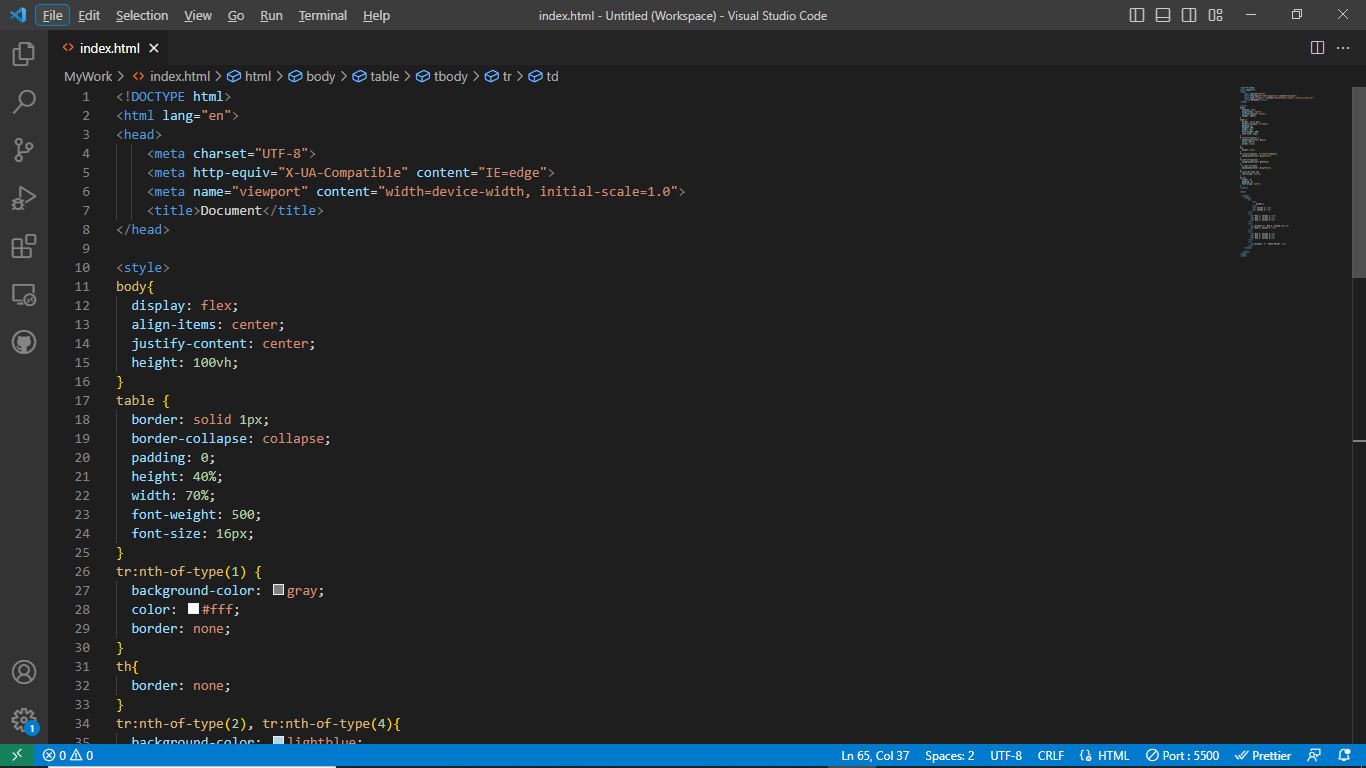 File Edit Selection View Go Run Terminal Help index.html - Untitled (Workspace) - Visual Studio Code
index.html
MyWork > index.html > html > body > table > tbody > tr > td
1 <!DOCTYPE html>
2 <html lang="en">
3 <head>
4 <meta charset="UTF-8">
5 <meta http-equiv="X-UA-Compatible" content="IE=edge">
6 <meta name="viewport" content="width=device-width, initial-scale=1.0">
7 <title>Document</title>
8 </head>
9
10 <style>
11 body{
12 display: flex;
13 align-items: center;
14 justify-content: center;
15 height: 100vh;
16 }
17 table {
18 border: solid 1px;
19 border-collapse: collapse;
20 padding: 0;
21 height: 40%;
22 width: 70%;
23 font-weight: 500;
24 font-size: 16px;
25 }
26 tr:nth-of-type(1) {
27 background-color: gray;
28 color: #fff;
29 border: none;
30 }
31 th{
32 border: none;
33 }
34 tr:nth-of-type(2), tr:nth-of-type(4){
35 background-color: lightblue;
1
0 0 Ln 65, Col 37 Spaces: 2 UTF-8 CRLF HTML Port : 5500 Prettier